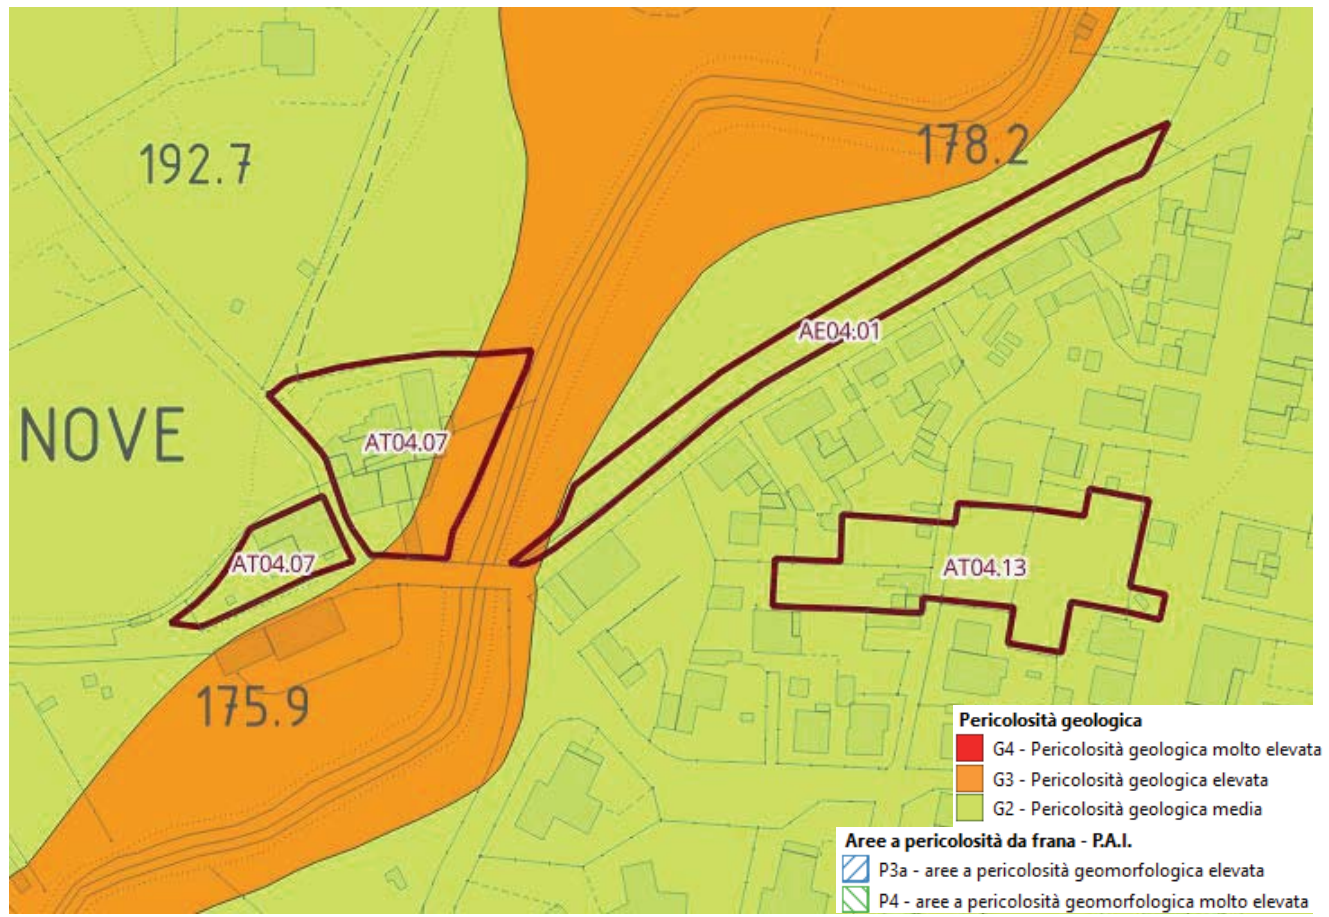 192.7
178.2
AE04.01
NOVE
AT04.07
AT04.07
AT04.13
175.9
Pericolosità geologica
G4 - Pericolosità geologica molto elevata
G3 - Pericolosità geologica elevata
G2 - Pericolosità geologica media
Aree a pericolosità da frana - P.A.I.
P3a - aree a pericolosità geomorfologica elevata
P4 - aree a pericolosità geomorfologica molto elevata